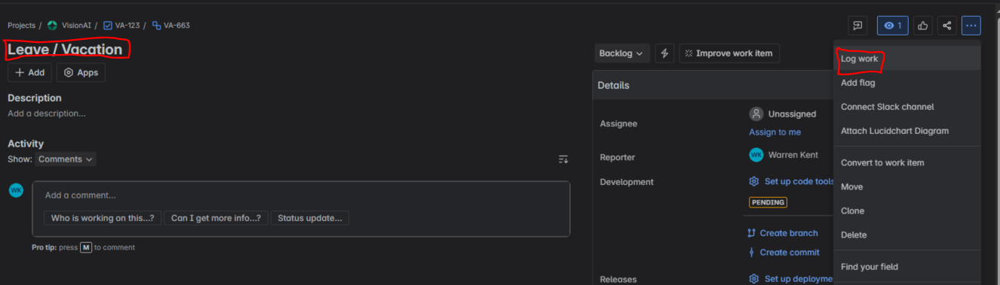 Projects / VisionAI / VA-123 / VA-663
1
Leave / Vacation
Add
Apps
Description
Add a description...
Activity
Show: Comments
WK
Add a comment...
Who is working on this...?
Can I get more info...?
Status update...
Pro tip: press M to comment
Backlog
Improve work item
Details
Assignee
Unassigned
Assign to me
Reporter
WK Warren Kent
Development
Set up code tools
PENDING
Create branch
Create commit
Releases
Set up deployme
Log work
Add flag
Connect Slack channel
Attach Lucidchart Diagram
Convert to work item
Move
Clone
Delete
Find your field